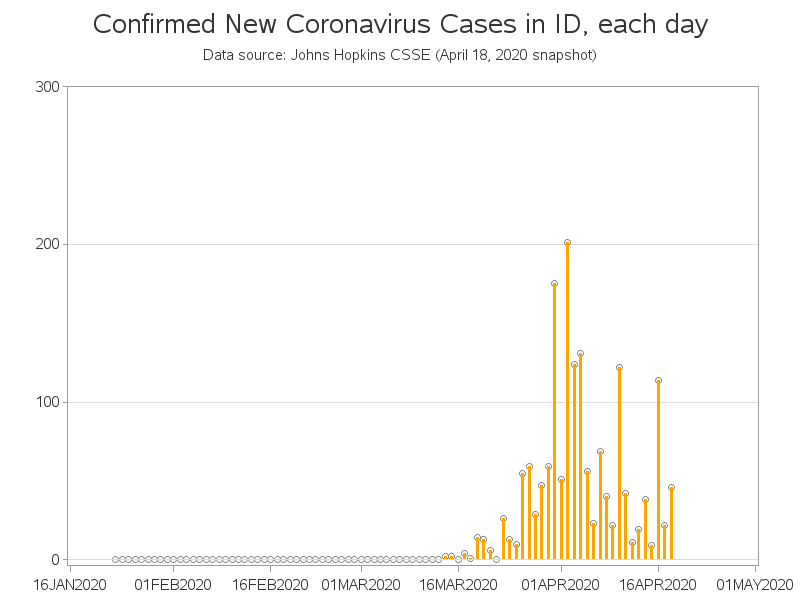 Confirmed New Coronavirus Cases in ID, each day
Data source: Johns Hopkins CSSE (April 18, 2020 snapshot)
300
200
100
0
16JAN2020 01FEB2020 16FEB2020 01MAR2020 16MAR2020 01APR2020 16APR2020 01MAY2020